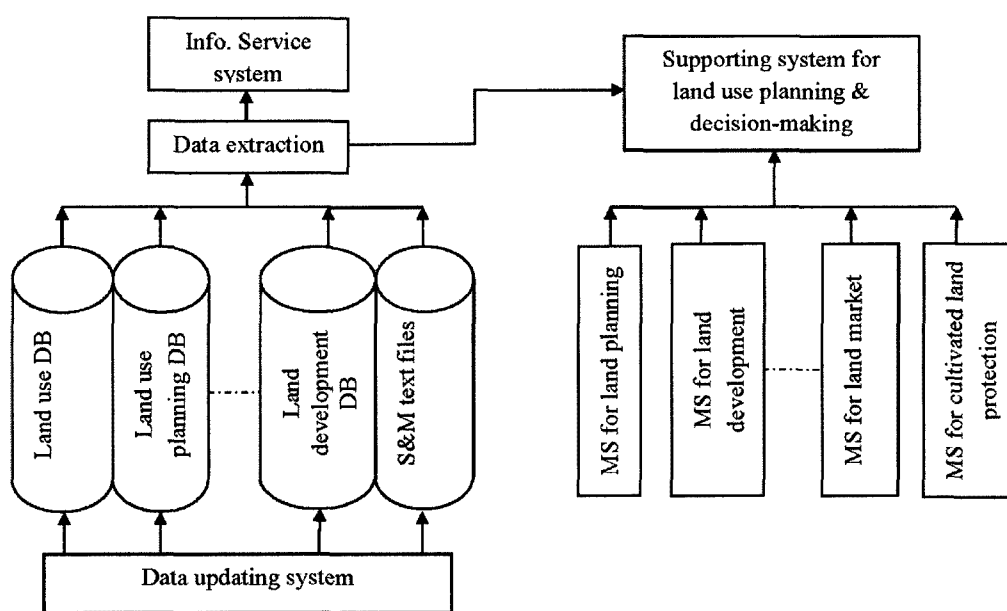 Info. Service
system
Supporting system for
land use planning &
decision-making
Data extraction
Land use DB
Land use
planning DB
Land
development
DB
S&M text files
MS for land planning
MS for land
development
MS for land market
MS for cultivated land
protection
Data updating system